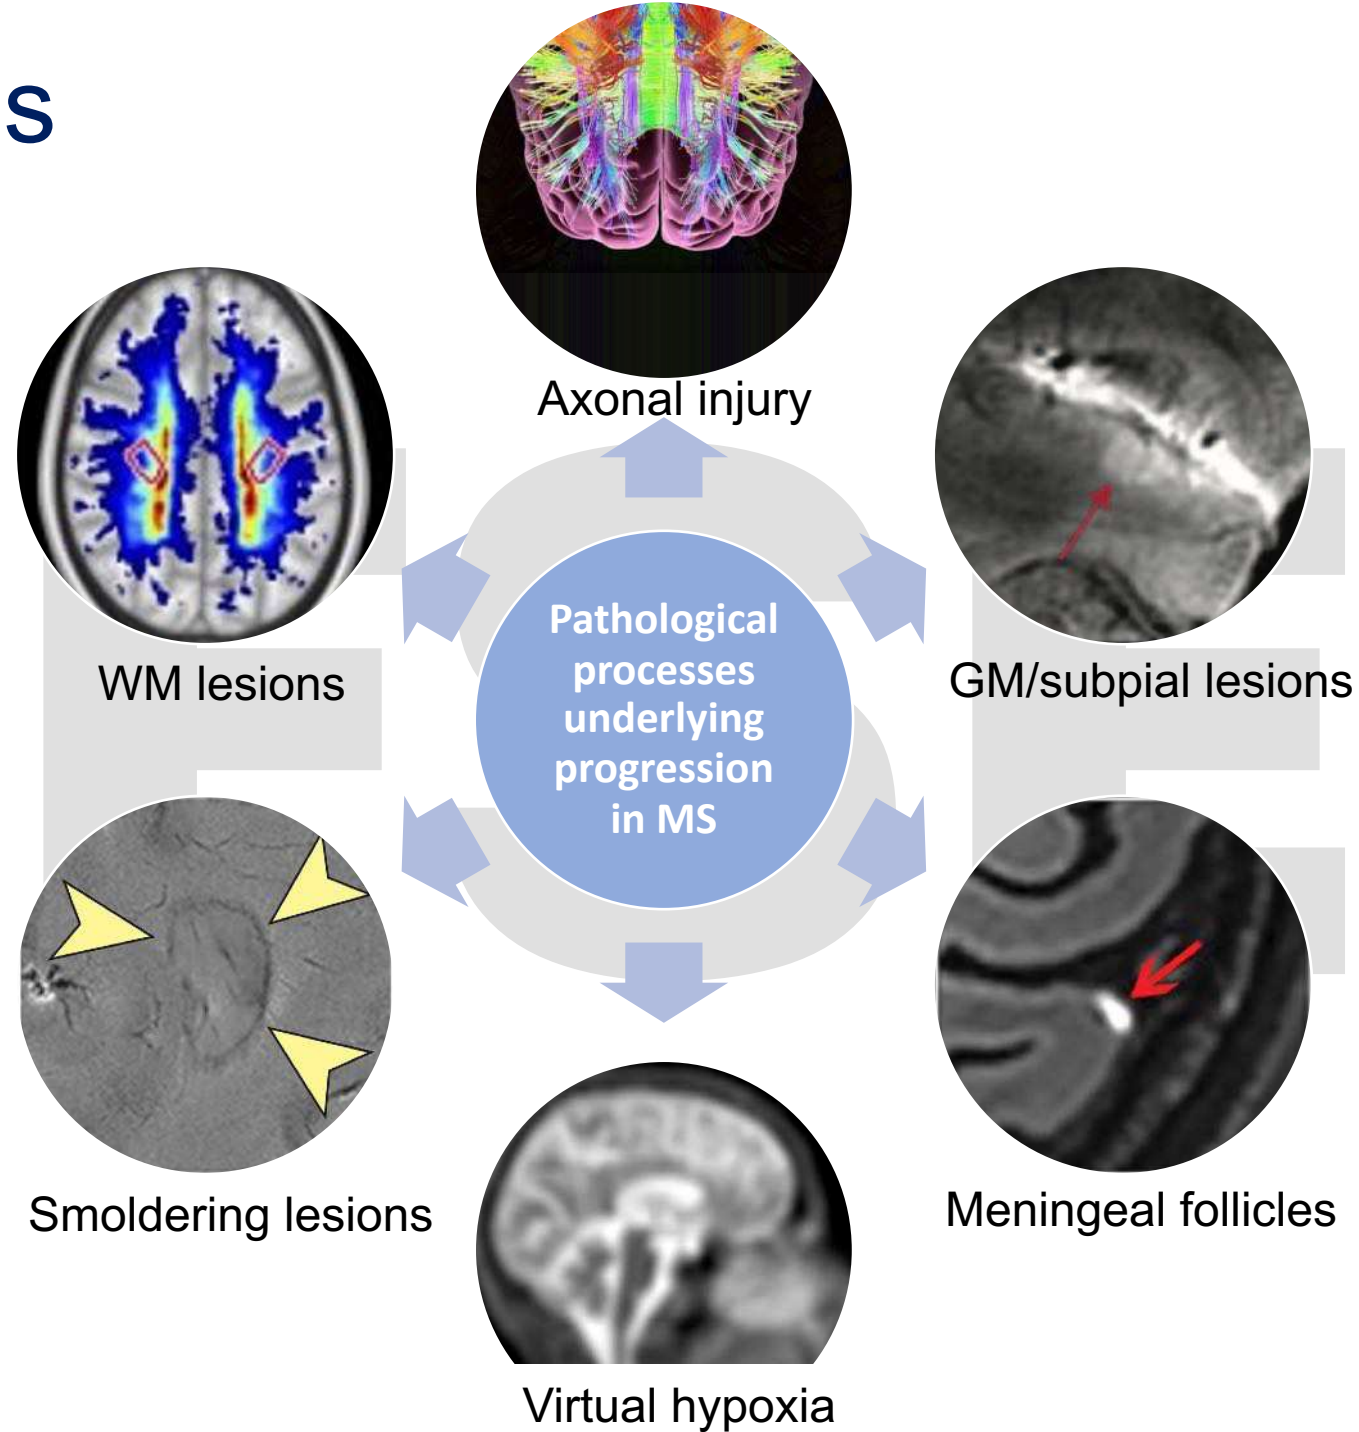 s
Axonal injury
WM lesions
GM/subpial lesions
Pathological
processes
underlying
progression
in MS
Smoldering lesions
Meningeal follicles
Virtual hypoxia